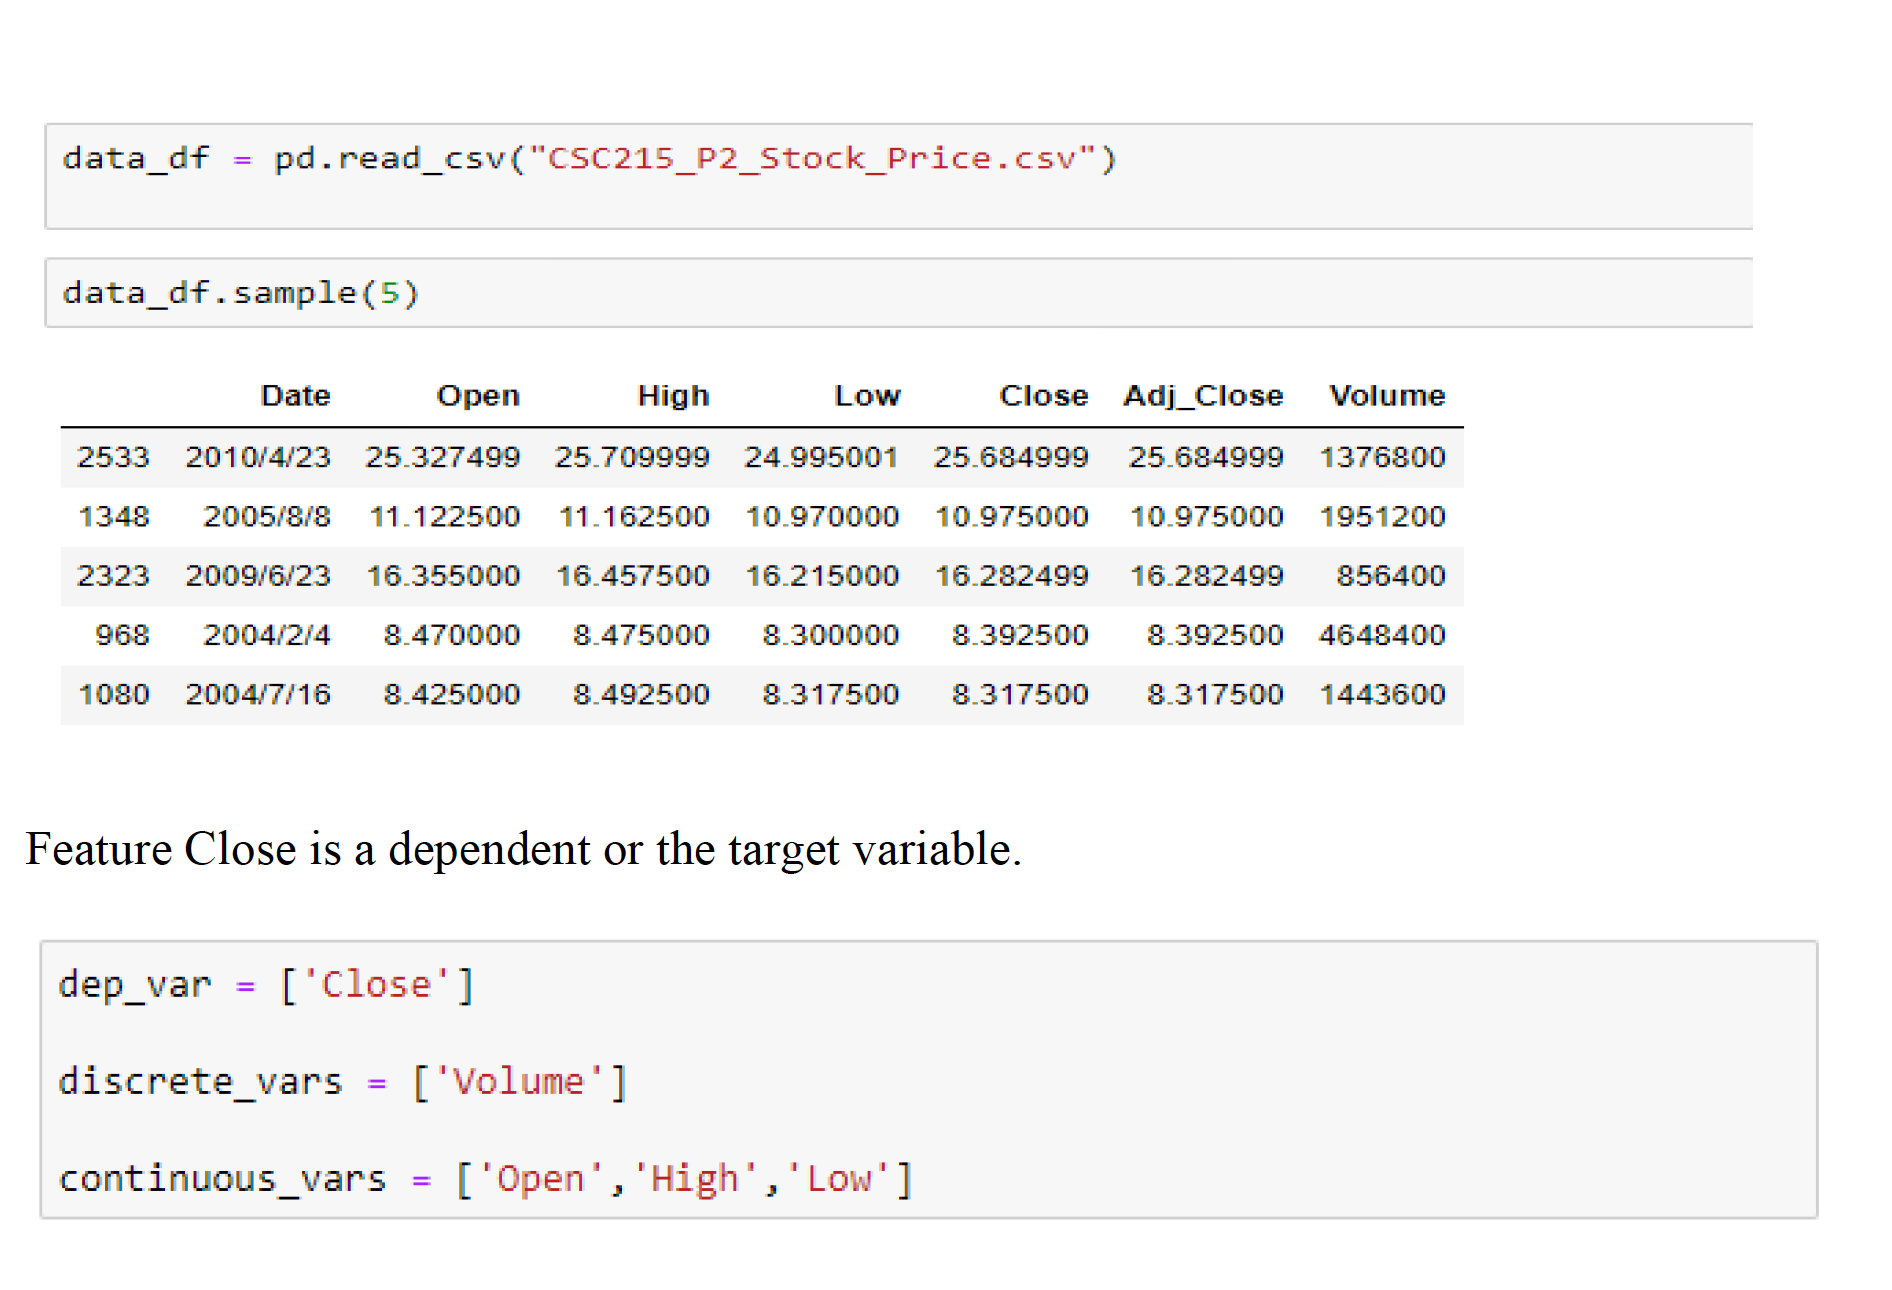 data_df = pd.read_csv("CSC215_P2_Stock_Price.csv")
data_df.sample(5)
Date Open High Low Close Adj_Close Volume
2533 2010/4/23 25.327499 25.709999 24.995001 25.684999 25.684999 1376800
1348 2005/8/8 11.122500 11.162500 10.970000 10.975000 10.975000 1951200
2323 2009/6/23 16.355000 16.457500 16.215000 16.282499 16.282499 856400
968 2004/2/4 8.470000 8.475000 8.300000 8.392500 8.392500 4648400
1080 2004/7/16 8.425000 8.492500 8.317500 8.317500 8.317500 1443600
Feature Close is a dependent or the target variable.
dep_var = ['Close']
discrete_vars = ['Volume']
continuous_vars = ['Open','High','Low']